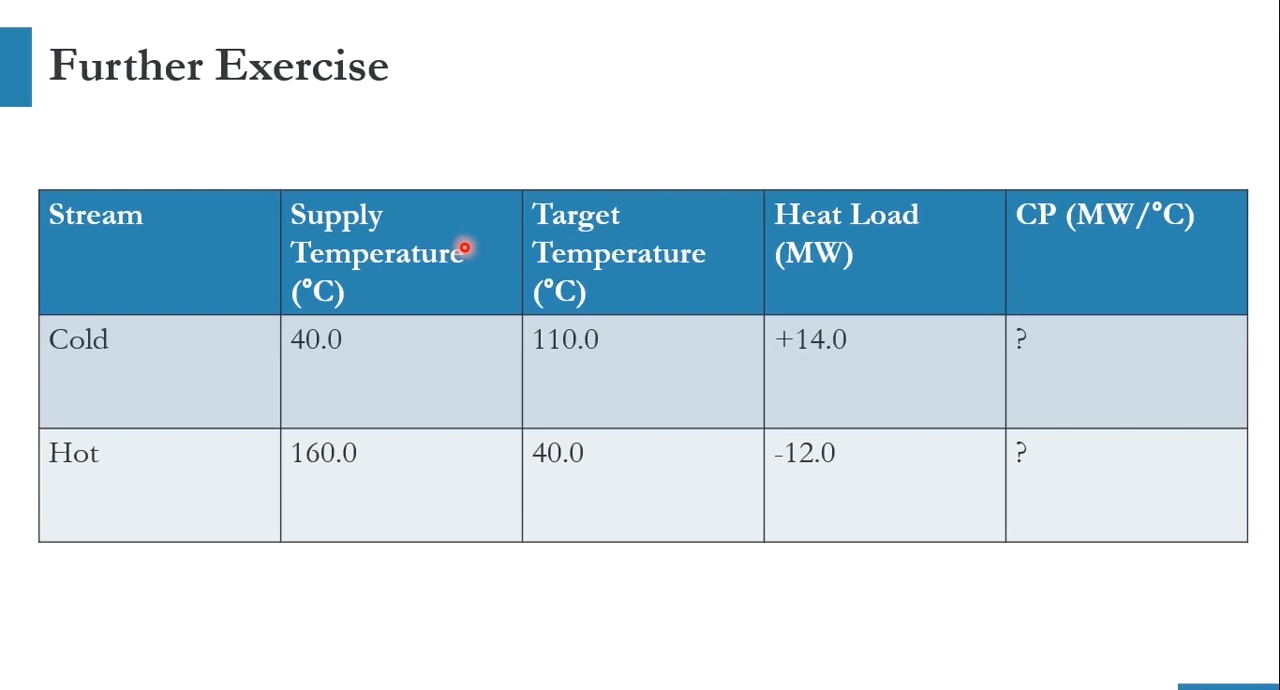 Further Exercise
Stream
Supply
Temperature
(°C)
Target
Temperature
(°C)
Heat Load
(MW)
CP (MW/°C)
Cold
40.0
110.0
+14.0
?
Hot
160.0
40.0
-12.0
?